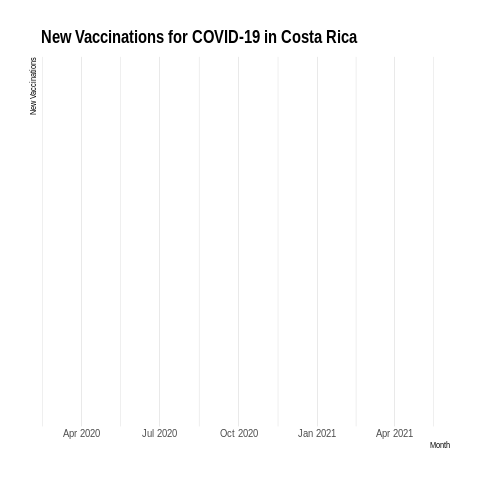 New Vaccinations for COVID-19 in Costa Rica
New Vaccinations
Apr 2020 Jul 2020 Oct 2020 Jan 2021 Apr 2021
Month